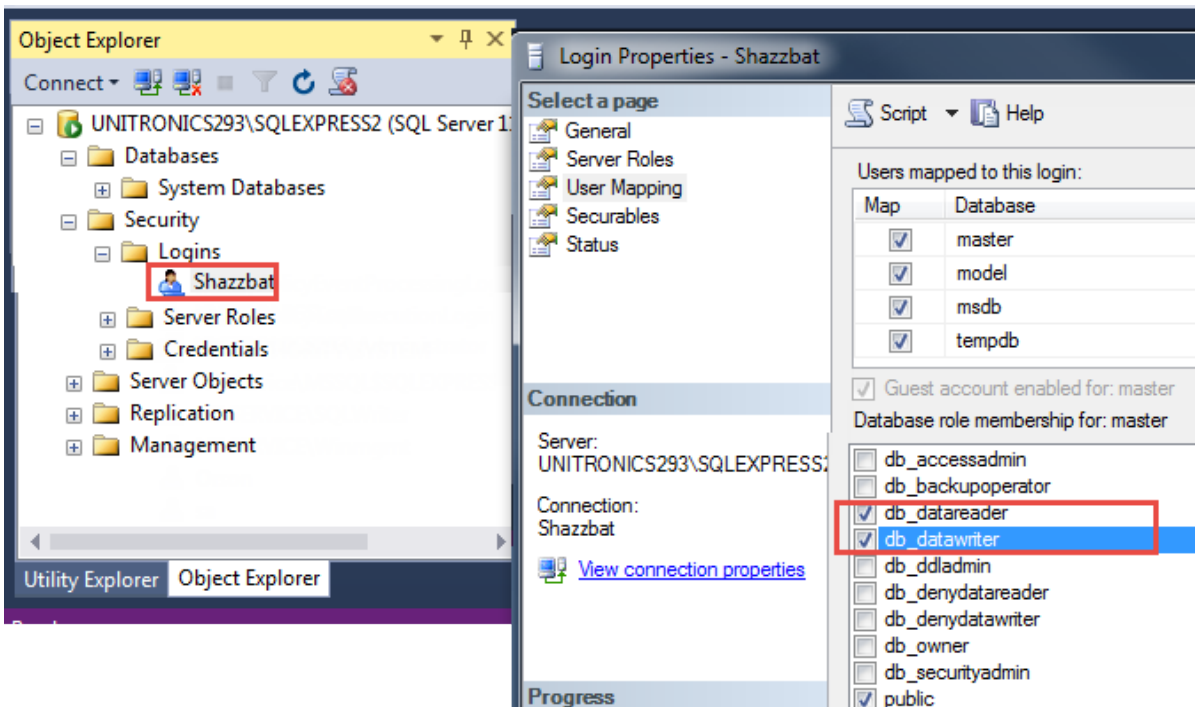 Object Explorer
Connect
UNITRONICS293\SQLEXPRESS2 (SQL Server 1
Databases
System Databases
Security
Logins
Shazzbat
Server Roles
Credentials
Server Objects
Replication
Management
Utility Explorer
Object Explorer
Login Properties - Shazzbat
Select a page
General
Server Roles
User Mapping
Securables
Status
Connection
Server:
UNITRONICS293\SQLEXPRESS2
Connection:
Shazzbat
View connection properties
Progress
Script Help
Users mapped to this login:
Map Database
master
model
msdb
tempdb
Guest account enabled for: master
Database role membership for: master
db_accessadmin
db_backupoperator
db_datareader
db_datawriter
db_ddladmin
db_denydatareader
db_denydatawriter
db_owner
db_securityadmin
public